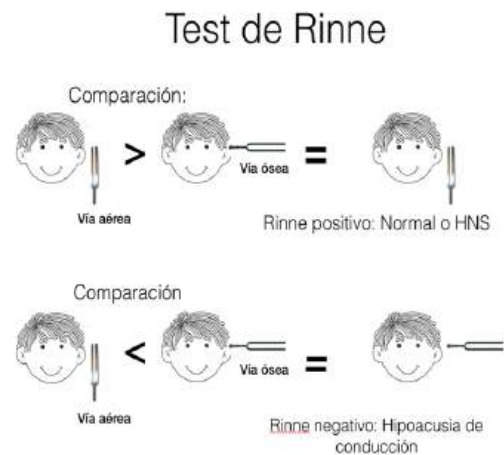 Test de Rinne
Comparación:
>
=
Vía ósea
Vía aérea
Rinne positivo: Normal o HNS
Comparación
<
=
Vía ósea
Vía aérea
Rinne negativo: Hipoacusia de
conducción